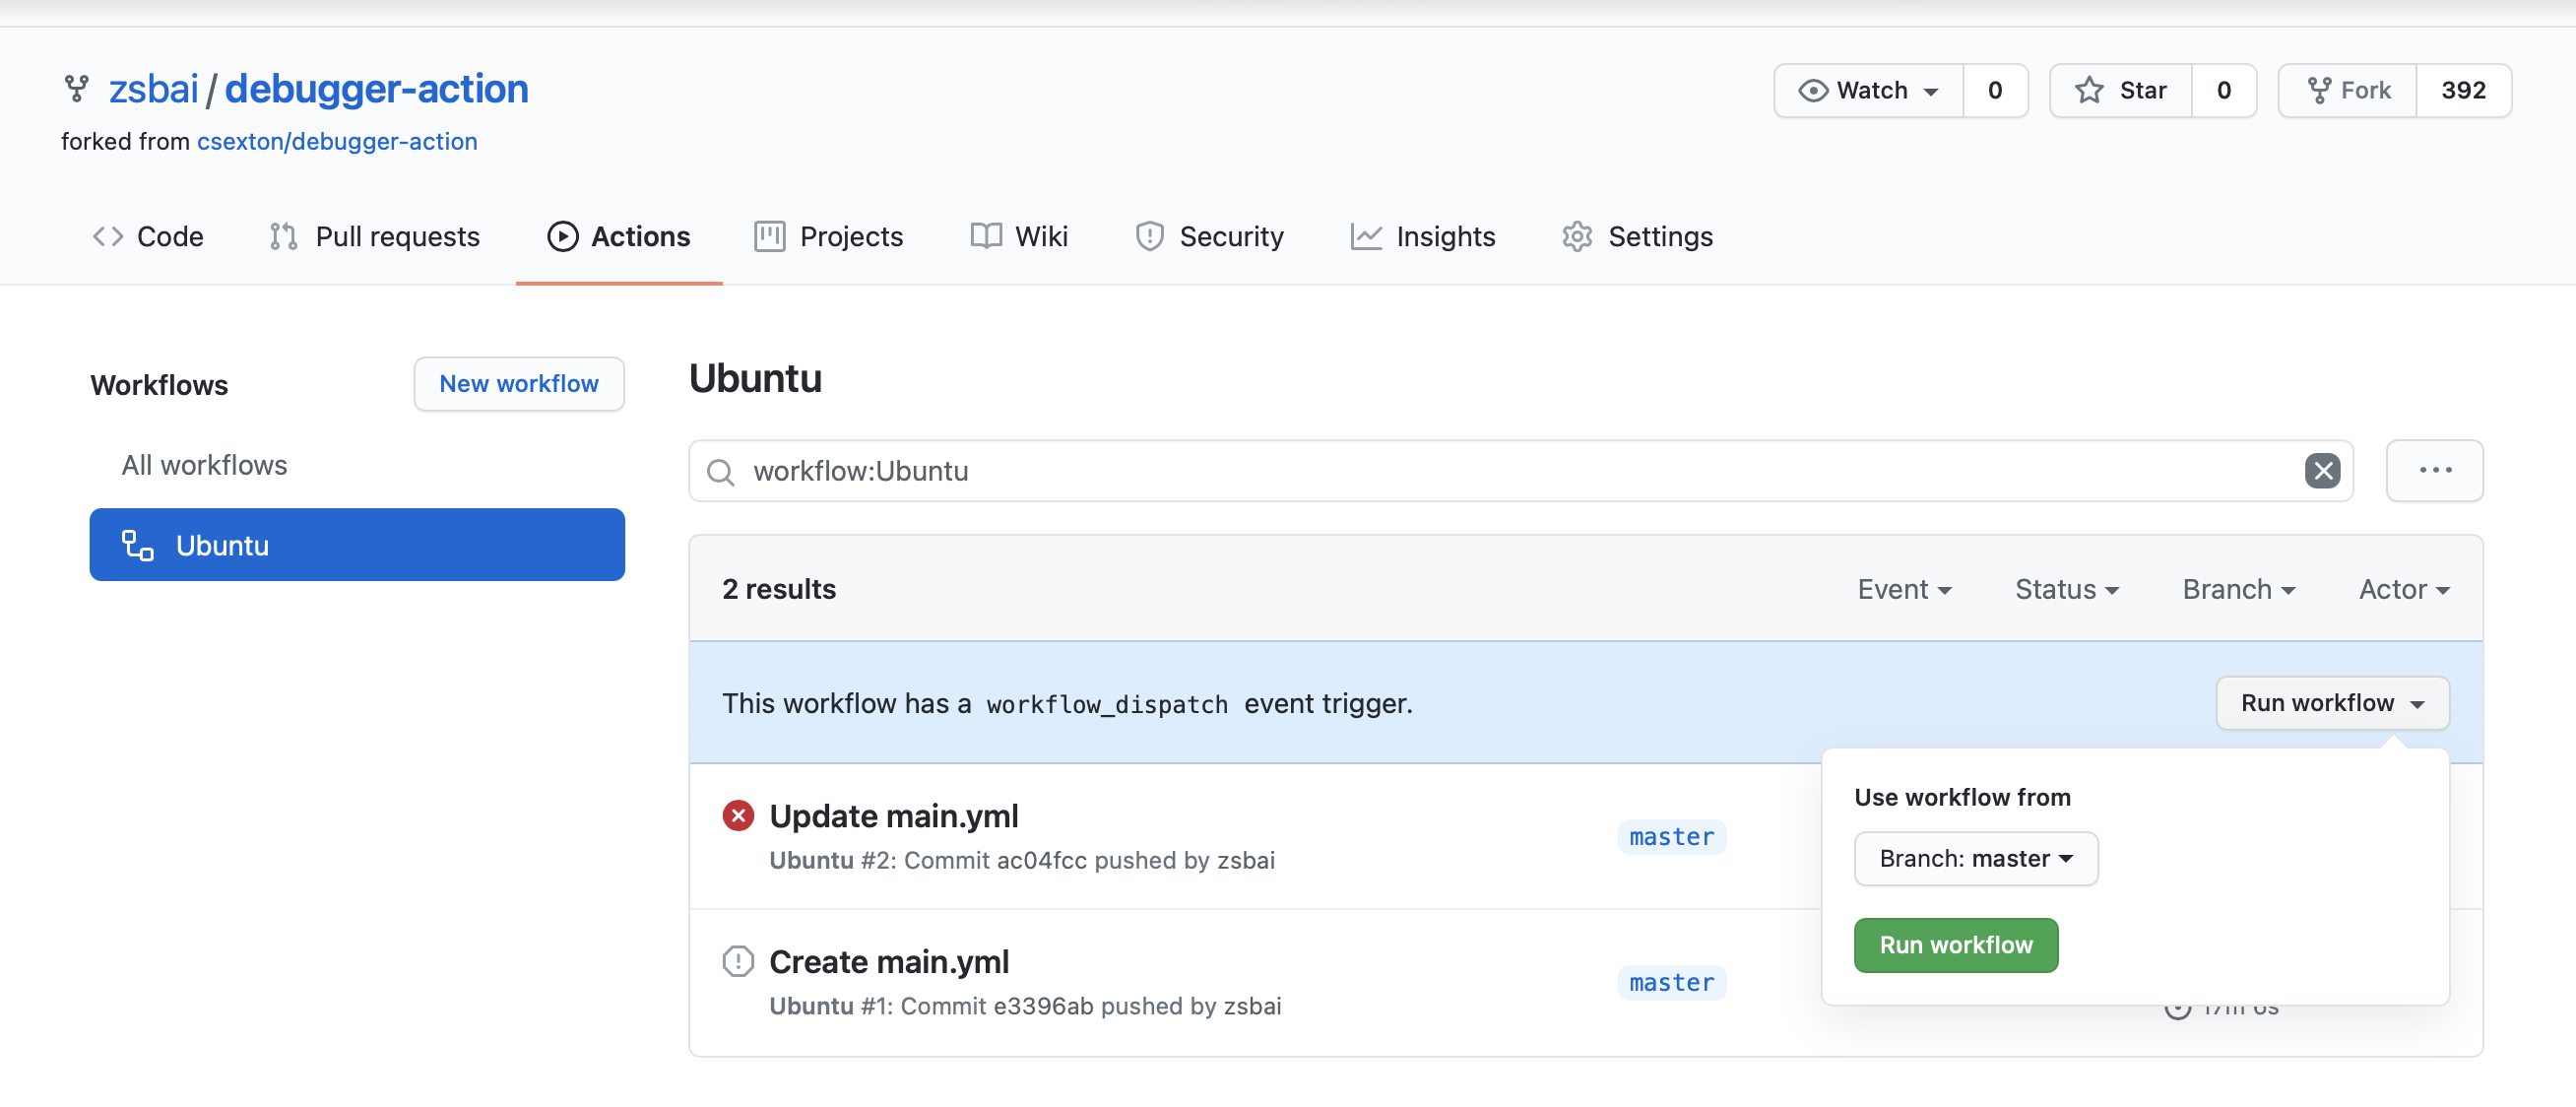 zsbai / debugger-action
forked from csexton/debugger-action
Watch 0 Star 0 Fork 392
Code Pull requests Actions Projects Wiki Security Insights Settings
Workflows
New workflow
All workflows
Ubuntu
Ubuntu
workflow:Ubuntu
2 results
Event Status Branch Actor
This workflow has a workflow_dispatch event trigger.
Run workflow
Use workflow from
Branch: master
Run workflow
Update main.yml
Ubuntu #2: Commit ac04fcc pushed by zsbai
master
Create main.yml
Ubuntu #1: Commit e3396ab pushed by zsbai
master